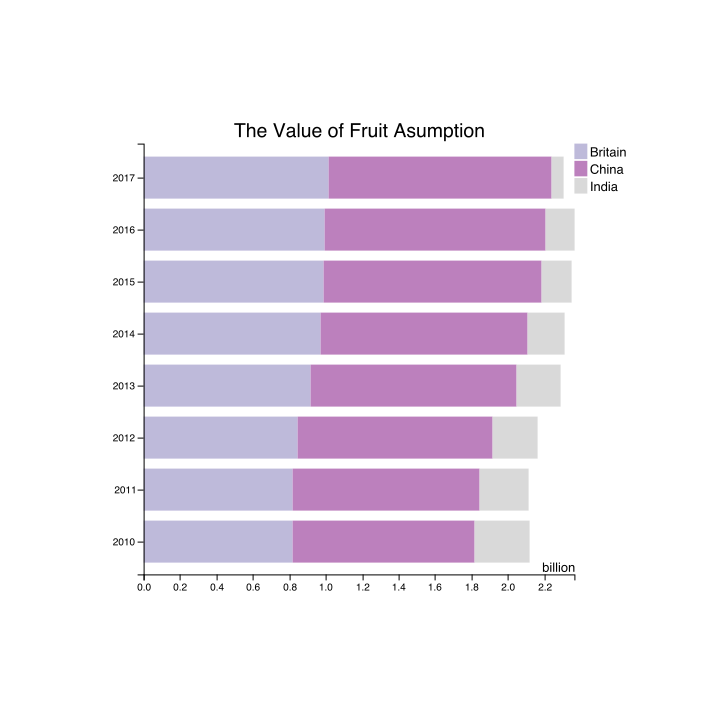 The Value of Fruit Asumption
Britain
China
India
2017
2016
2015
2014
2013
2012
2011
2010
billion
0.0 0.2 0.4 0.6 0.8 1.0 1.2 1.4 1.6 1.8 2.0 2.2